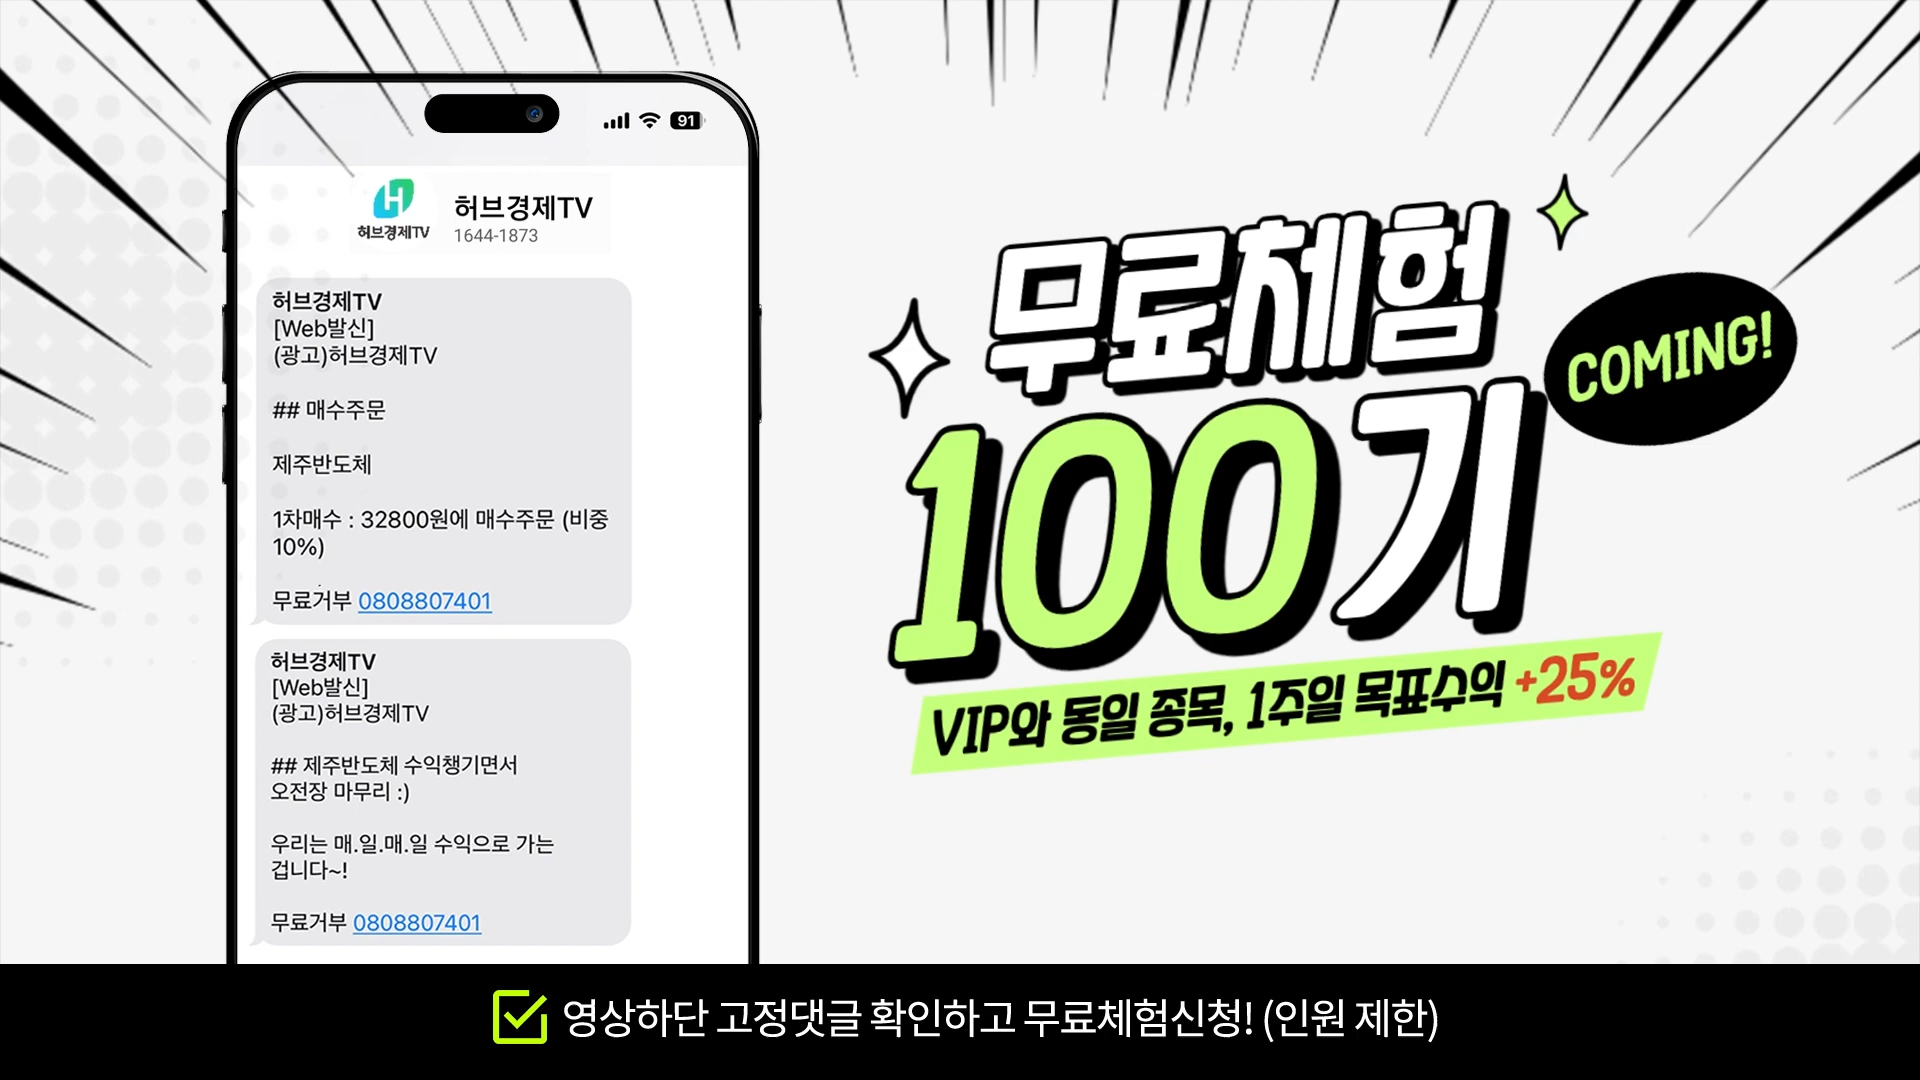 91
허브경제TV
허브경제TV
1644-1873
허브경제TV
[Web발신]
(광고)허브경제TV
## 매수주문
제주반도체
1차매수 : 32800원에 매수주문 (비중
10%)
무료거부 0808807401
허브경제TV
[Web발신]
(광고)허브경제TV
## 제주반도체 수익챙기면서
오전장 마무리 :)
우리는 매.일.매.일 수익으로 가는
겁니다~!
무료거부 0808807401
무료체험
100기
COMING!
VIP와 동일 종목, 1주일 목표수익 +25%
영상하단 고정댓글 확인하고 무료체험신청! (인원 제한)